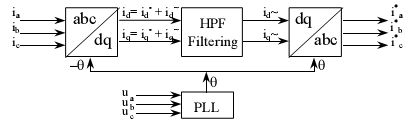 i_a
i_b
i_c
abc
dq
i_d = i_d^- + i_d^~
i_q = i_q^- + i_q^~
HPF
Filtering
i_d~
i_q~
dq
abc
i*_a
i*_b
i*_c
−θ
θ
θ
u_a
u_b
u_c
PLL